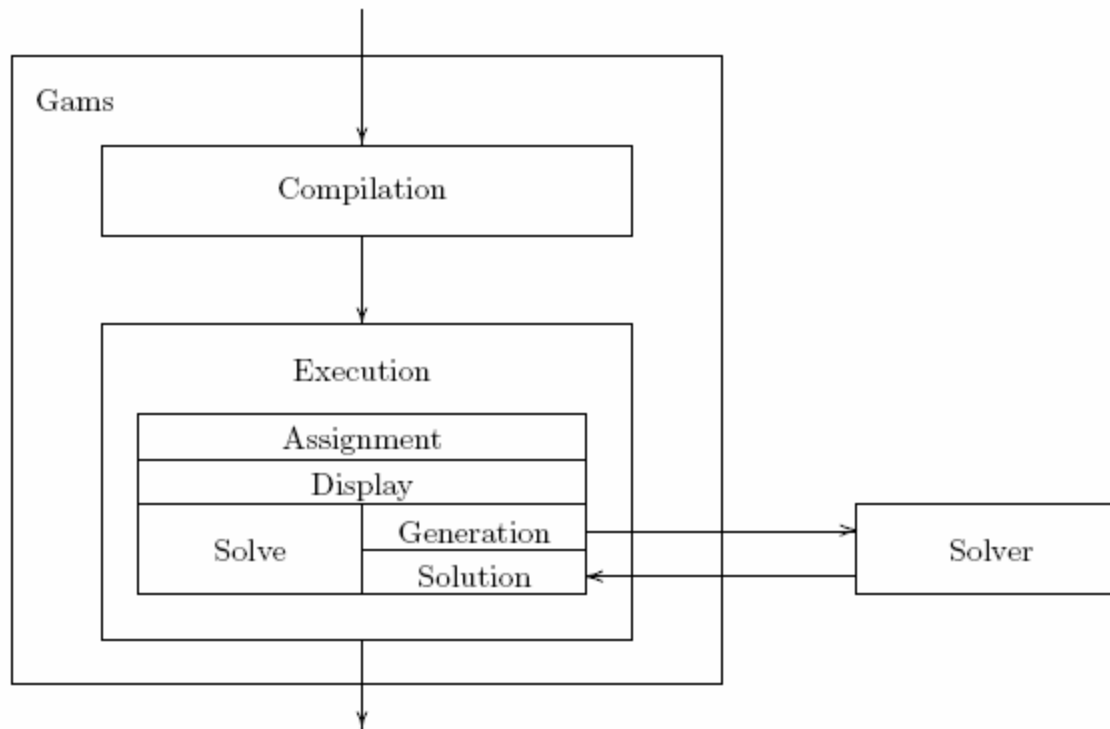 Gams
Compilation
Execution
Assignment
Display
Solve
Generation
Solution
Solver